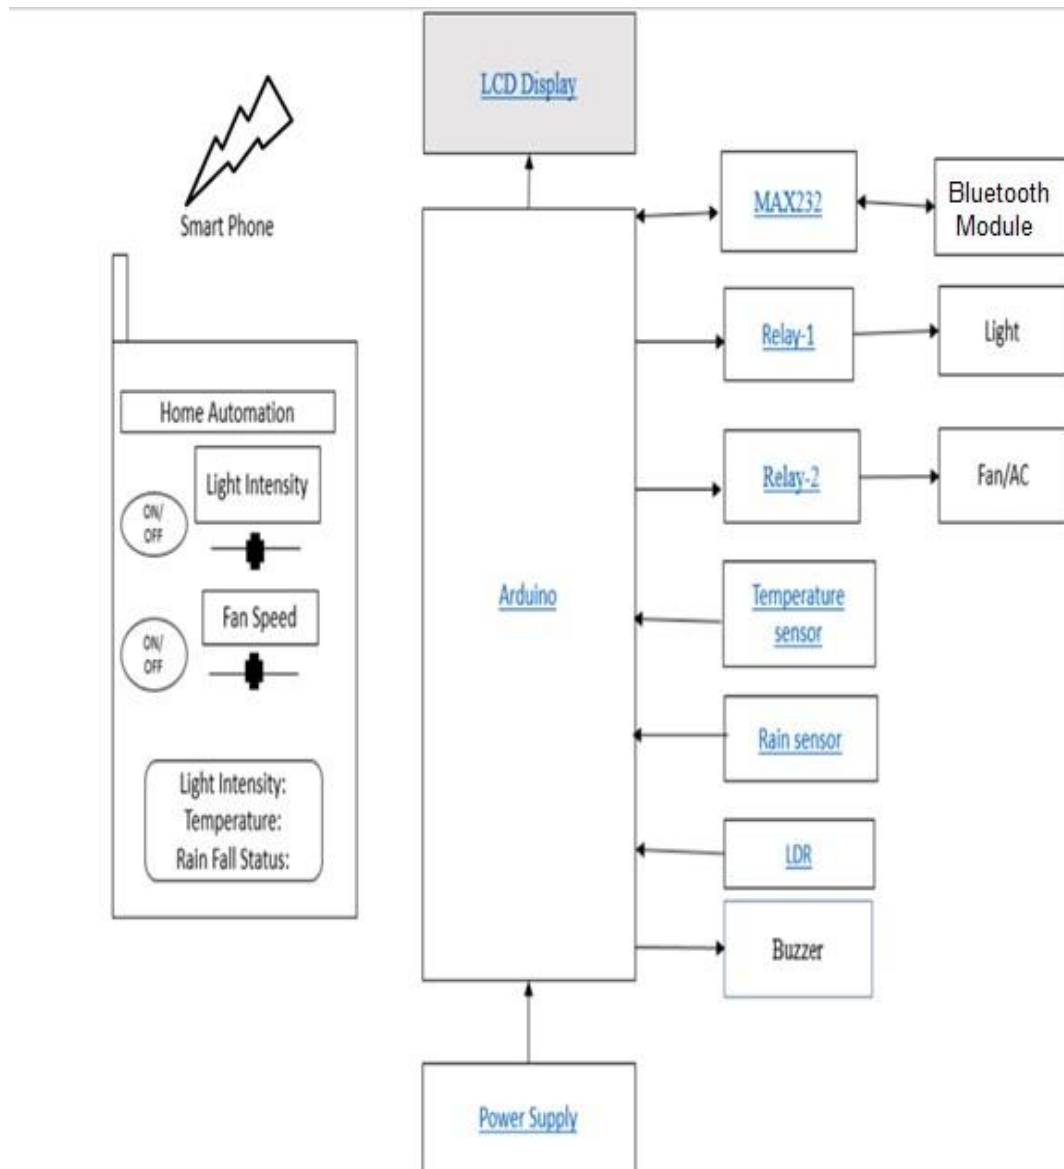 LCD Display
Smart Phone
MAX232
Bluetooth
Module
Relay-1
Light
Home Automation
Light Intensity
ON/
OFF
Relay-2
Fan/AC
Fan Speed
ON/
OFF
Arduino
Temperature
sensor
Rain sensor
Light Intensity:
Temperature:
Rain Fall Status:
LDR
Buzzer
Power Supply